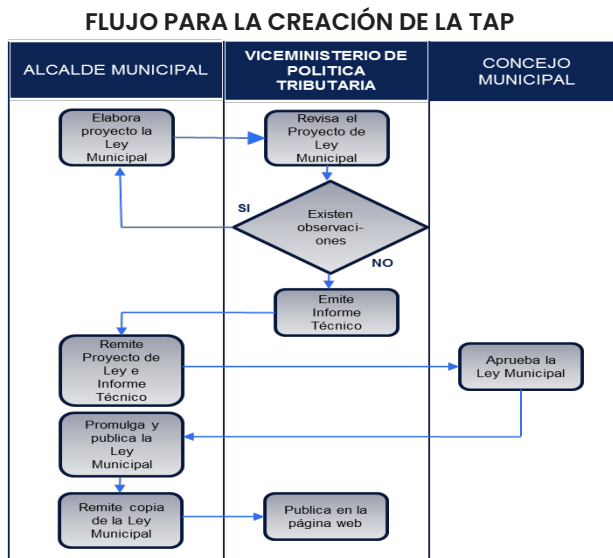 FLUJO PARA LA CREACIÓN DE LA TAP
ALCALDE MUNICIPAL
VICEMINISTERIO DE
POLITICA
TRIBUTARIA
CONCEJO
MUNICIPAL
Elabora
proyecto la
Ley
Municipal
Revisa el
Proyecto de
Ley
Municipal
SI
Existen
observaci-
ones
NO
Emite
Informe
Técnico
Remite
Proyecto de
Ley e
Informe
Técnico
Aprueba la
Ley Municipal
Promulga y
publica la
Ley
Municipal
Remite copia
de la Ley
Municipal
Publica en la
página web